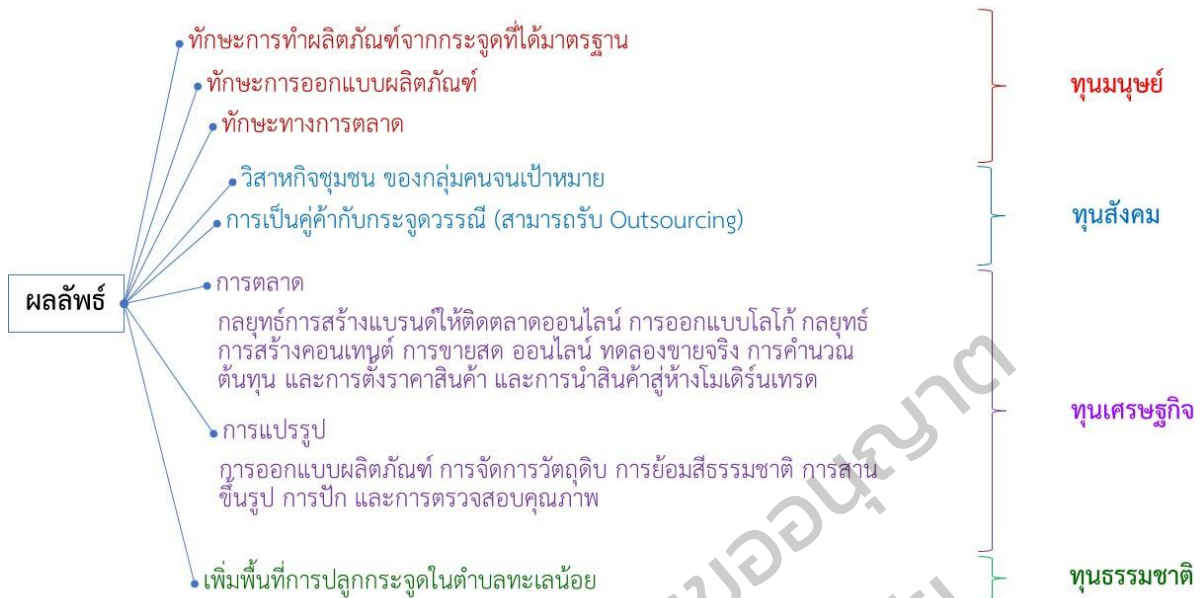 ทักษะการทำผลิตภัณฑ์จากกระจูดที่ได้มาตรฐาน
ทักษะการออกแบบผลิตภัณฑ์
ทักษะทางการตลาด
ทุนมนุษย์
วิสาหกิจชุมชน ของกลุ่มคนจนเป้าหมาย
การเป็นคู่ค้ากับกระจูดวรรณี (สามารถรับ Outsourcing)
ทุนสังคม
ผลลัพธ์
การตลาด
กลยุทธ์การสร้างแบรนด์ให้ติดตลาดออนไลน์ การออกแบบโลโก้ กลยุทธ์
การสร้างคอนเทนต์ การขายสด ออนไลน์ ทดลองขายจริง การคำนวณ
ต้นทุน และการตั้งราคาสินค้า และการนำสินค้าสู่ห้างโมเดิร์นเทรด
การแปรรูป
การออกแบบผลิตภัณฑ์ การจัดการวัตถุดิบ การย้อมสีธรรมชาติ การสาน
ขึ้นรูป การปัก และการตรวจสอบคุณภาพ
ทุนเศรษฐกิจ
เพิ่มพื้นที่การปลูกกระจูดในตำบลทะเลน้อย
ทุนธรรมชาติ
ขออนุญาต